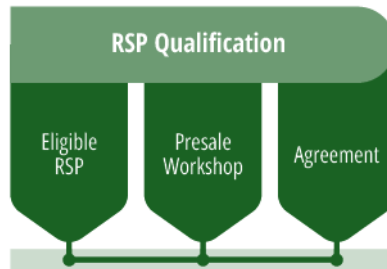 RSP Qualification
Eligible
RSP
Presale
Workshop
Agreement